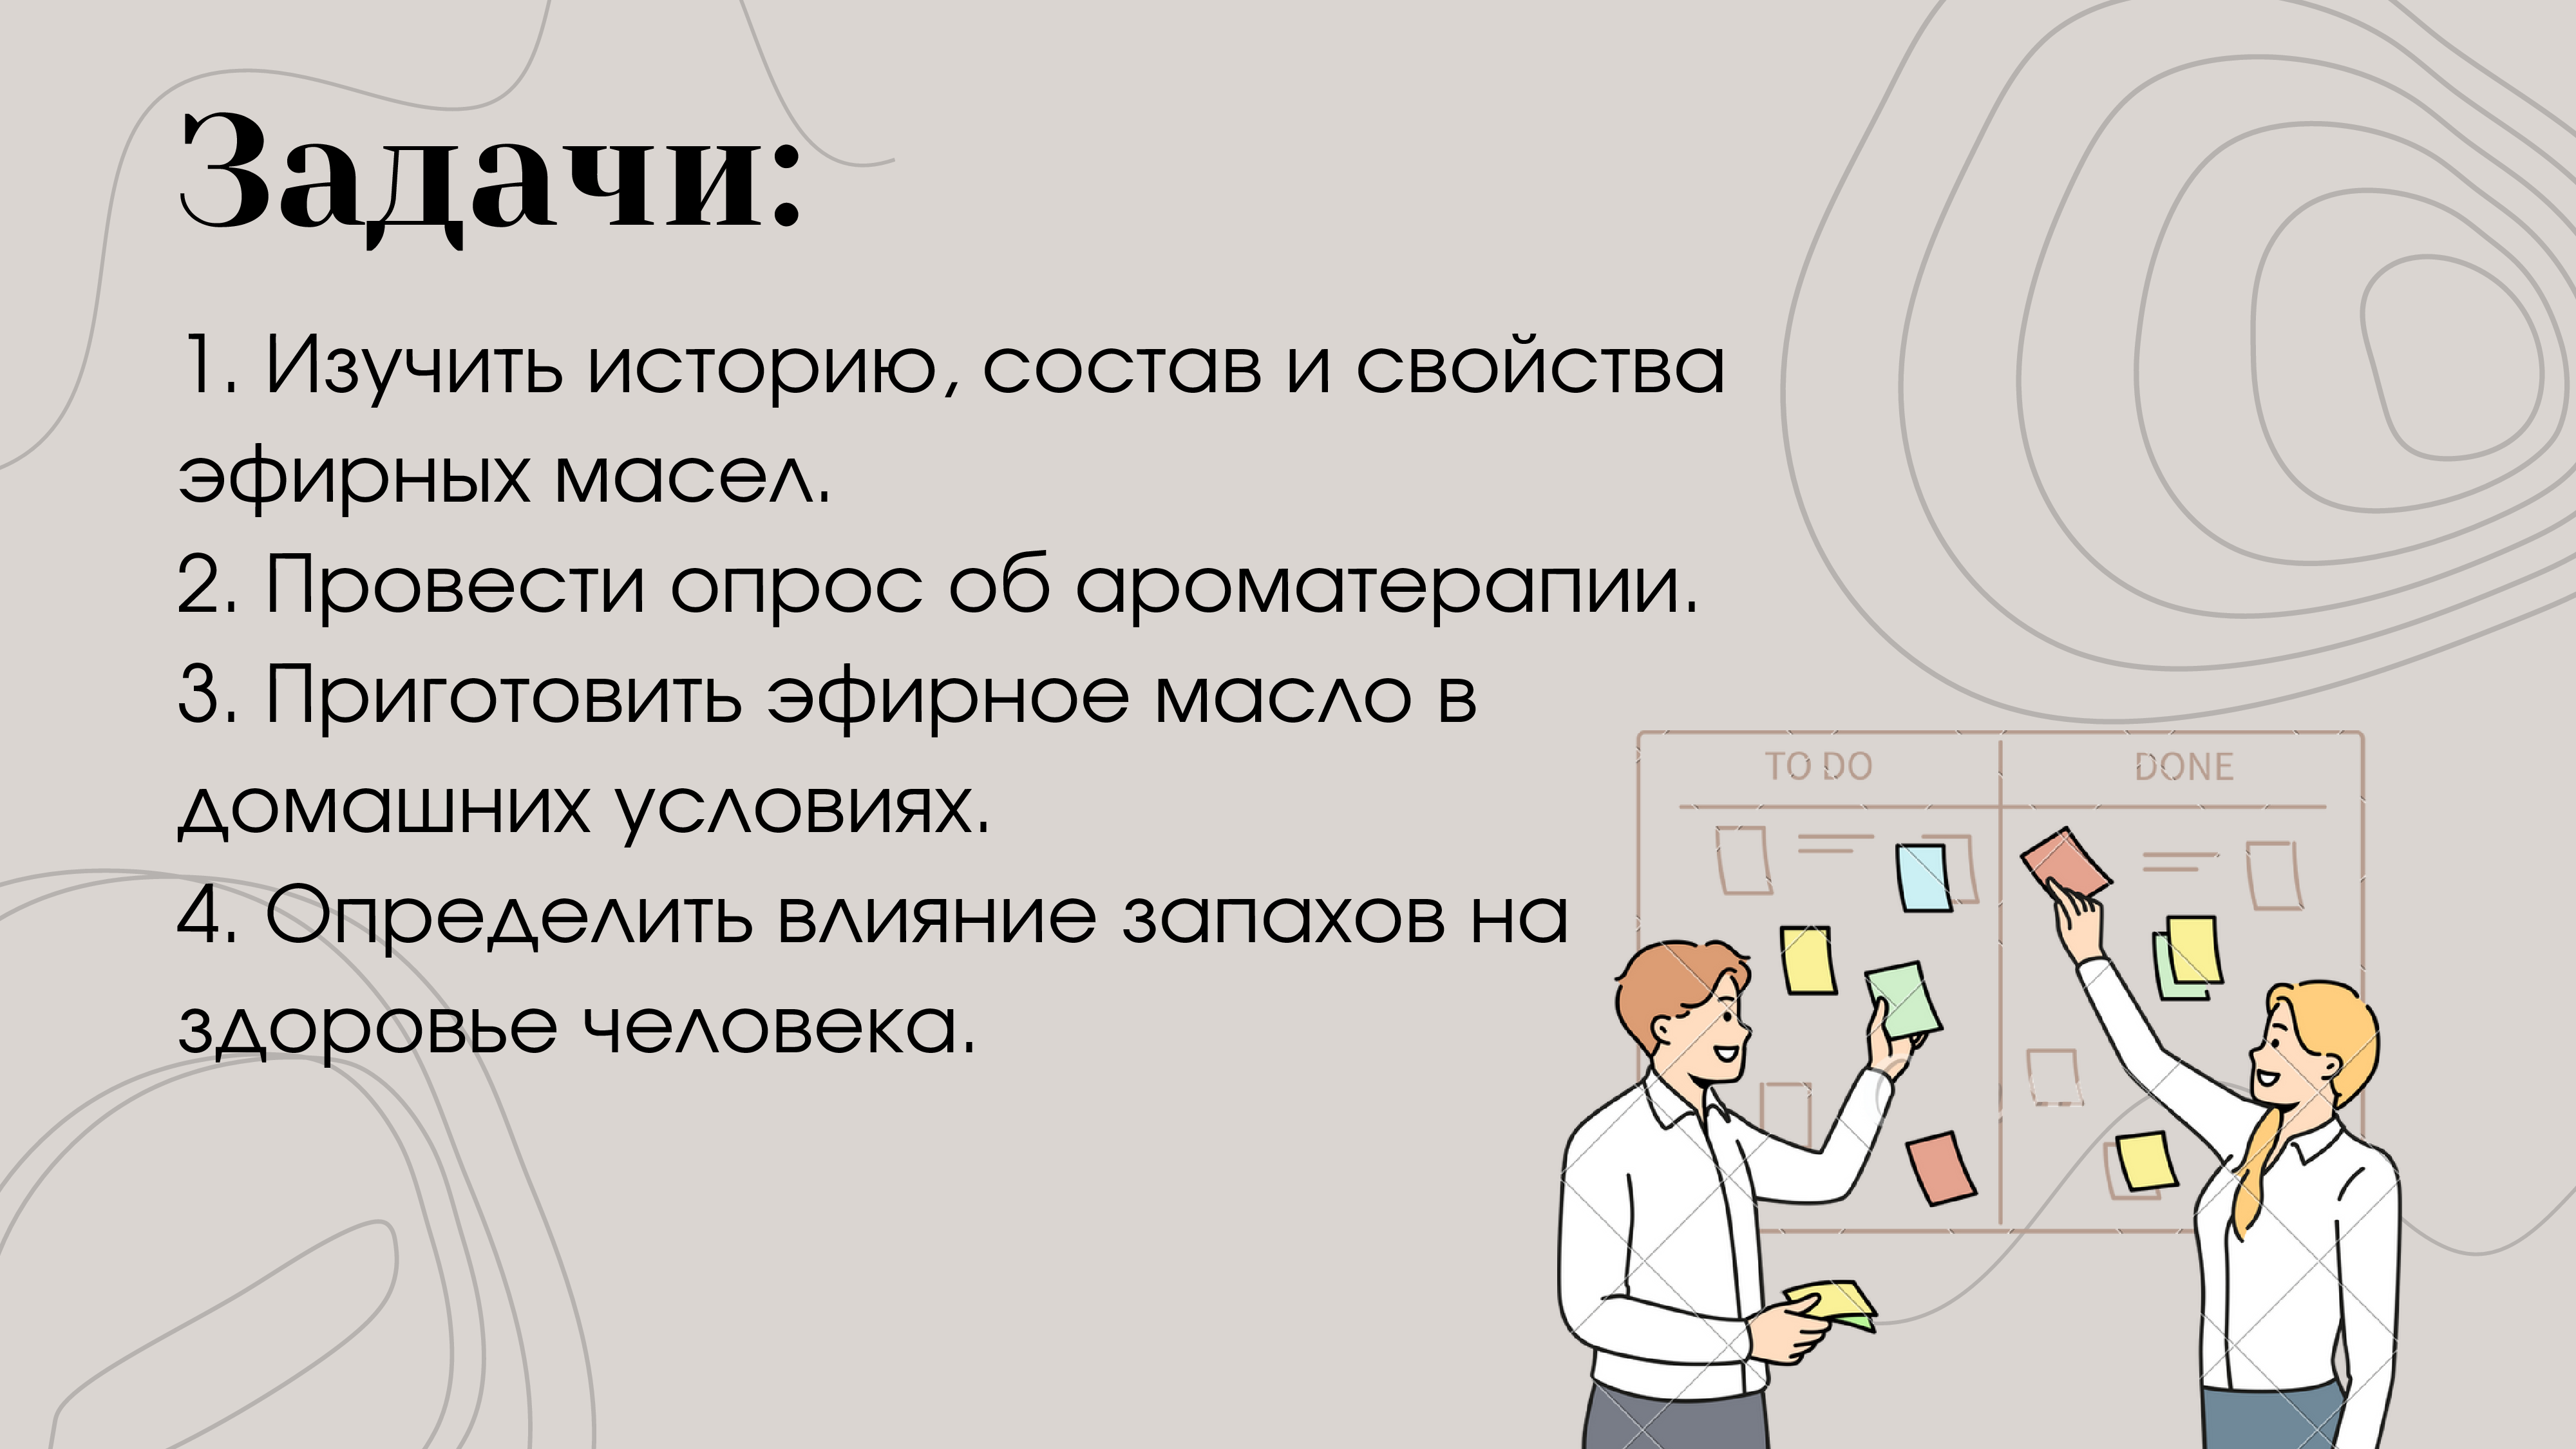 Задачи:
1. Изучить историю, состав и свойства
эфирных масел.
2. Провести опрос об ароматерапии.
3. Приготовить эфирное масло в
домашних условиях.
4. Определить влияние запахов на
здоровье человека.
TO DO
DONE